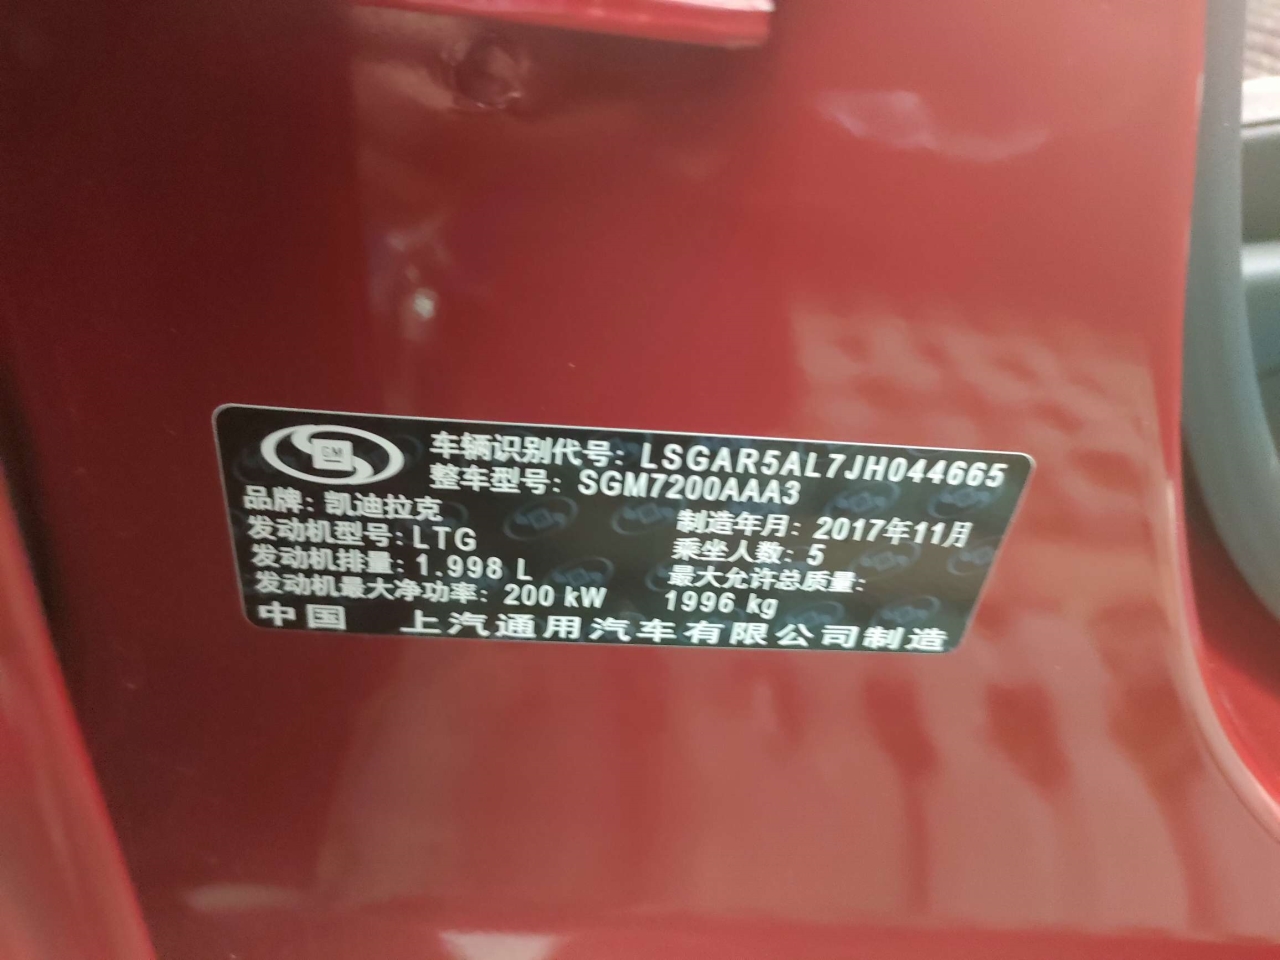 GM
车辆识别代号: LSGAR5AL7JH044665
整车型号: SGM7200AAA3
品牌: 凯迪拉克
制造年月: 2017年11月
发动机型号: LTG
乘坐人数: 5
发动机排量: 1.998 L
最大允许总质量:
发动机最大净功率: 200 kW
1996 kg
中国 上汽通用汽车有限公司制造